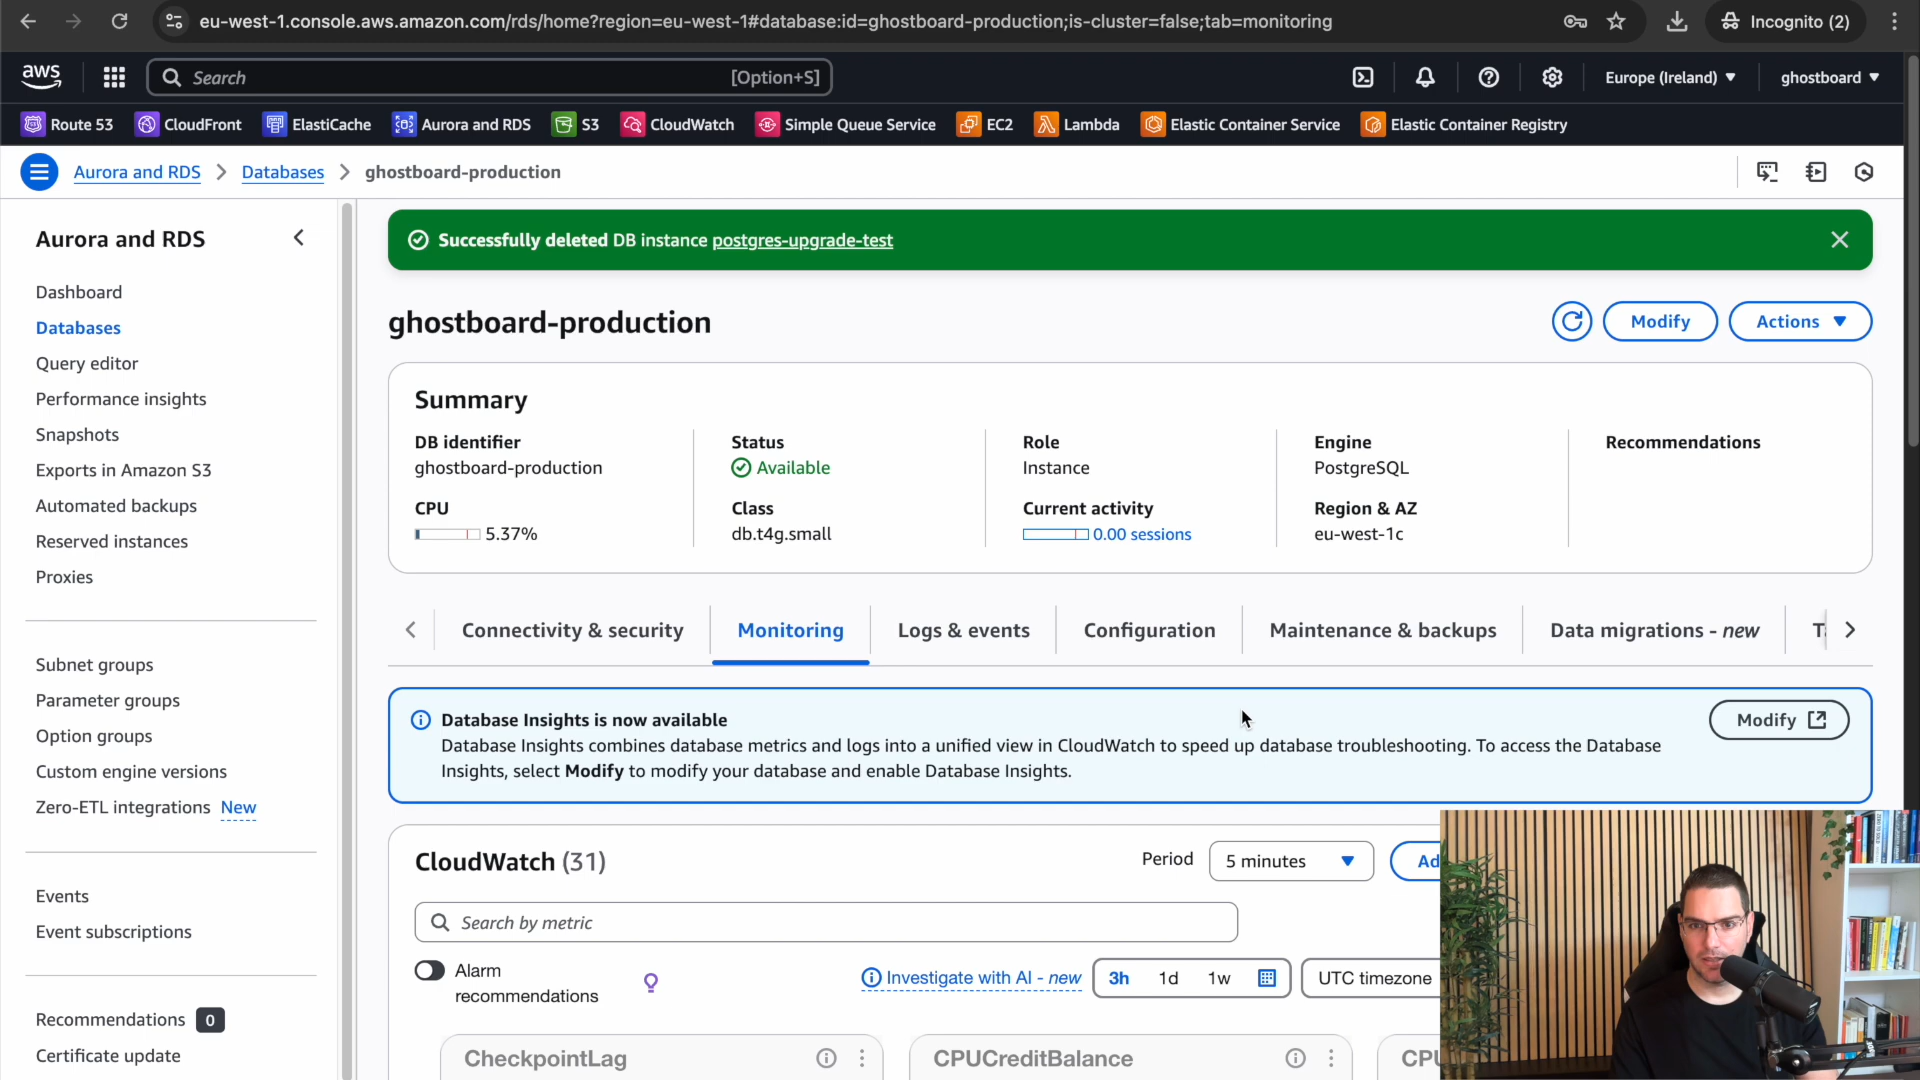 eu-west-1.console.aws.amazon.com/rds/home?region=eu-west-1#database:id=ghostboard-production;is-cluster=false;tab=monitoring
Incognito (2)
aws
Search
[Option+S]
Europe (Ireland)
ghostboard
Route 53
CloudFront
ElastiCache
Aurora and RDS
S3
CloudWatch
Simple Queue Service
EC2
Lambda
Elastic Container Service
Elastic Container Registry
Aurora and RDS
Databases
ghostboard-production
Aurora and RDS
Dashboard
Databases
Query editor
Performance insights
Snapshots
Exports in Amazon S3
Automated backups
Reserved instances
Proxies
Subnet groups
Parameter groups
Option groups
Custom engine versions
Zero-ETL integrations New
Events
Event subscriptions
Recommendations 0
Certificate update
Successfully deleted DB instance postgres-upgrade-test
ghostboard-production
Modify
Actions
Summary
DB identifier
ghostboard-production
Status
Available
Role
Instance
Engine
PostgreSQL
Recommendations
CPU
5.37%
Class
db.t4g.small
Current activity
0.00 sessions
Region & AZ
eu-west-1c
Connectivity & security
Monitoring
Logs & events
Configuration
Maintenance & backups
Data migrations - new
Database Insights is now available
Database Insights combines database metrics and logs into a unified view in CloudWatch to speed up database troubleshooting. To access the Database
Insights, select Modify to modify your database and enable Database Insights.
Modify
CloudWatch (31)
Period
5 minutes
Ad
Search by metric
Alarm
recommendations
Investigate with AI - new
3h
1d
1w
UTC timezone
CheckpointLag
CPUCreditBalance